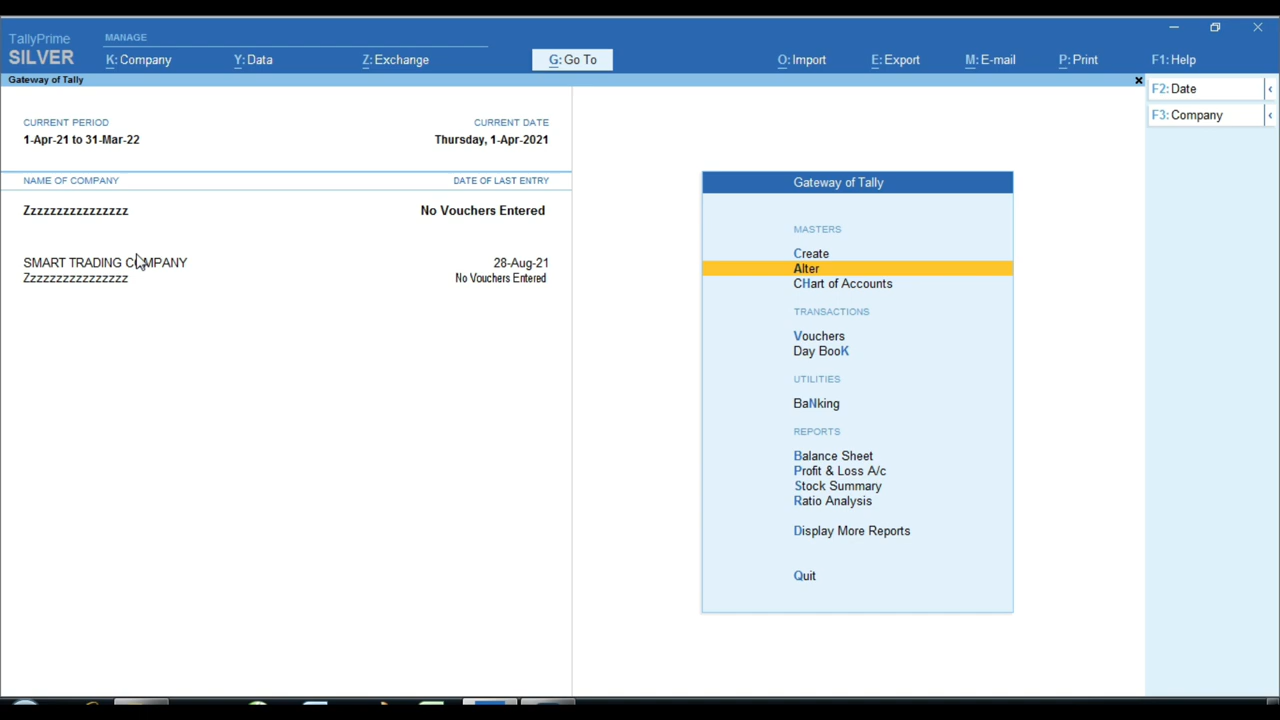 TallyPrime
SILVER
MANAGE
K: Company
Y: Data
Z: Exchange
G: Go To
O: Import
E: Export
M: E-mail
P: Print
F1: Help
Gateway of Tally
F2: Date
F3: Company
CURRENT PERIOD
CURRENT DATE
1-Apr-21 to 31-Mar-22
Thursday, 1-Apr-2021
NAME OF COMPANY
DATE OF LAST ENTRY
Zzzzzzzzzzzzzzzz
No Vouchers Entered
SMART TRADING COMPANY
28-Aug-21
Zzzzzzzzzzzzzzzz
No Vouchers Entered
Gateway of Tally
MASTERS
Create
Alter
CHart of Accounts
TRANSACTIONS
Vouchers
Day BooK
UTILITIES
BaNking
REPORTS
Balance Sheet
Profit & Loss A/c
Stock Summary
Ratio Analysis
Display More Reports
Quit